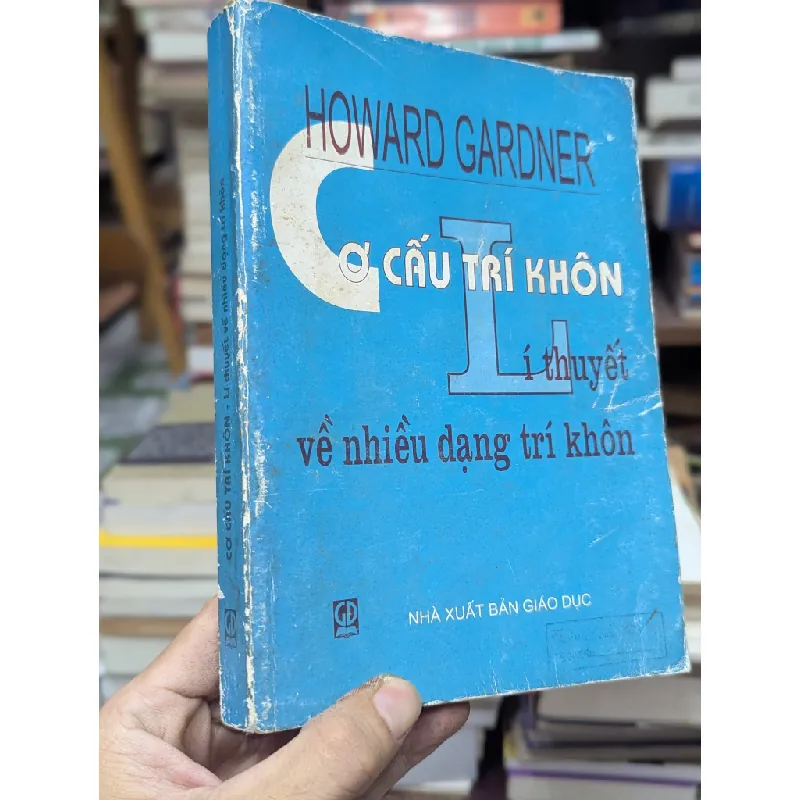 HOWARD GARDNER
CƠ CẤU TRÍ KHÔN
Lí thuyết
về nhiều dạng trí khôn
NHÀ XUẤT BẢN GIÁO DỤC
CƠ CẤU TRÍ KHÔN - Lí thuyết về nhiều dạng trí khôn
GD